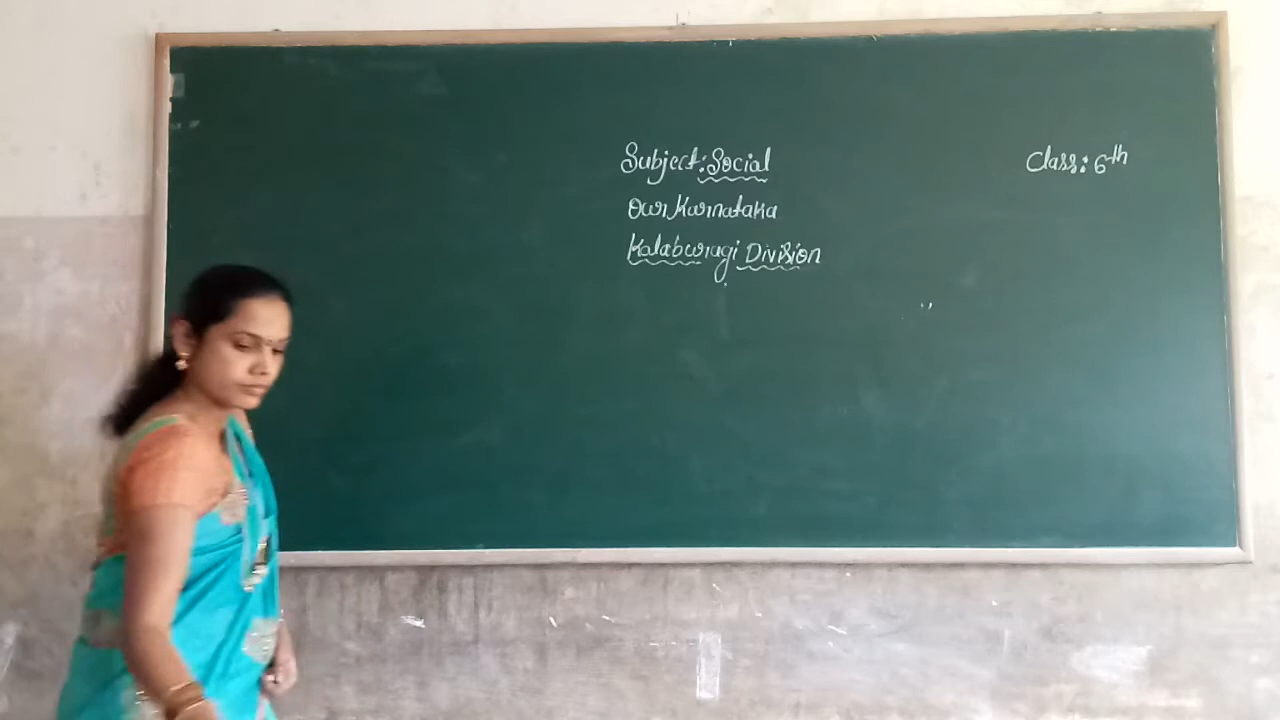 Subject: Social
Class: 6th
Our Karnataka
Kalaburagi Division